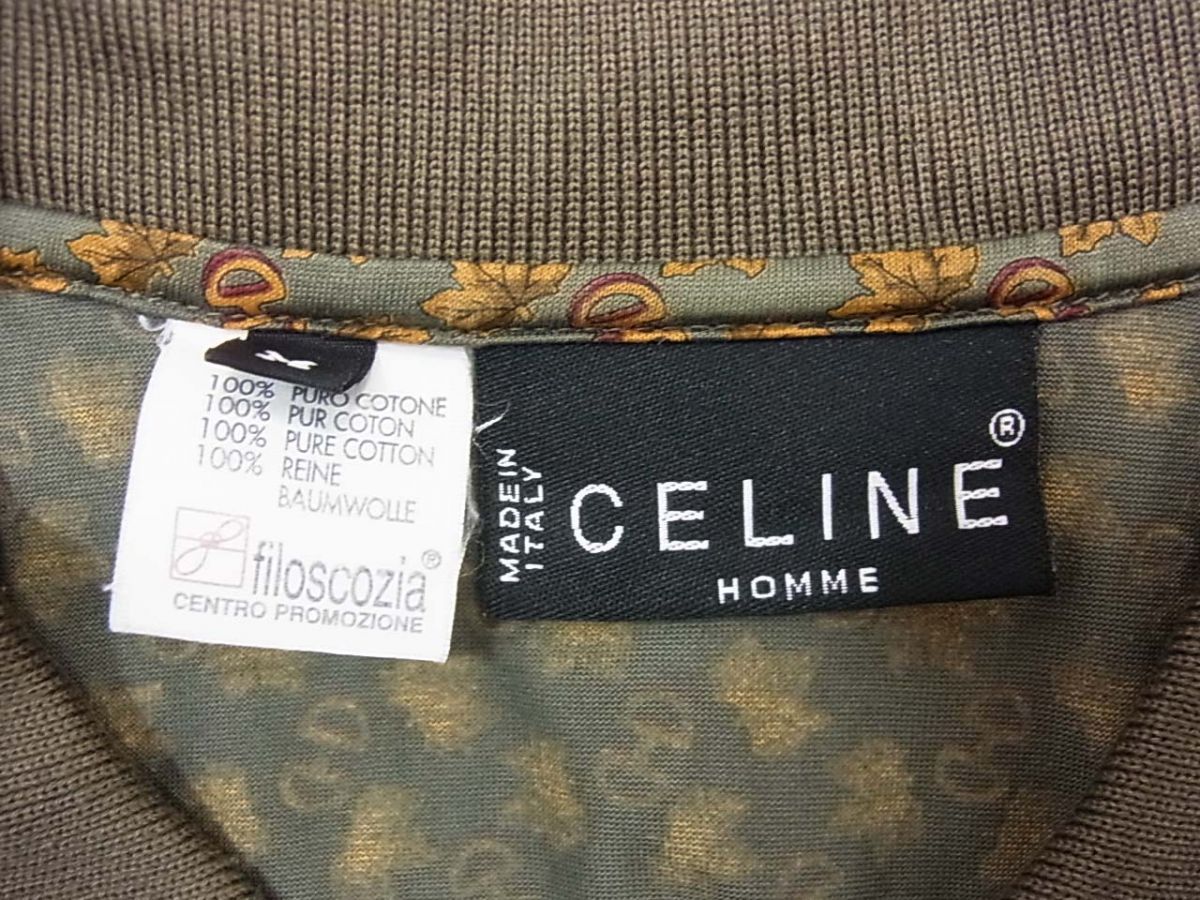 100% PURO COTONE
100% PUR COTON
100% PURE COTTON
100% REINE
BAUMWOLLE
filoscozia®
CENTRO PROMOZIONE
MADE IN
ITALY
CELINE®
HOMME